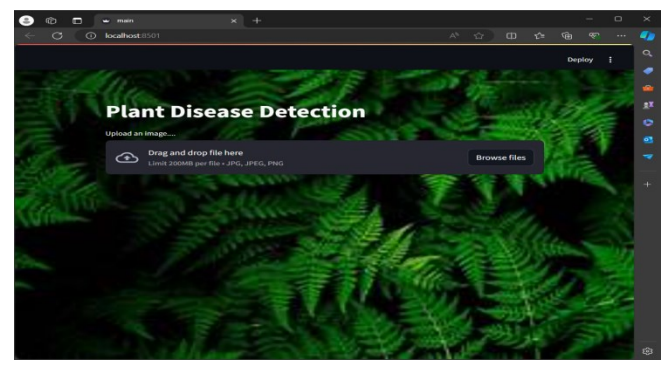 main
localhost:8501
Deploy
Plant Disease Detection
Upload an image....
Drag and drop file here
Limit 200MB per file • JPG, JPEG, PNG
Browse files